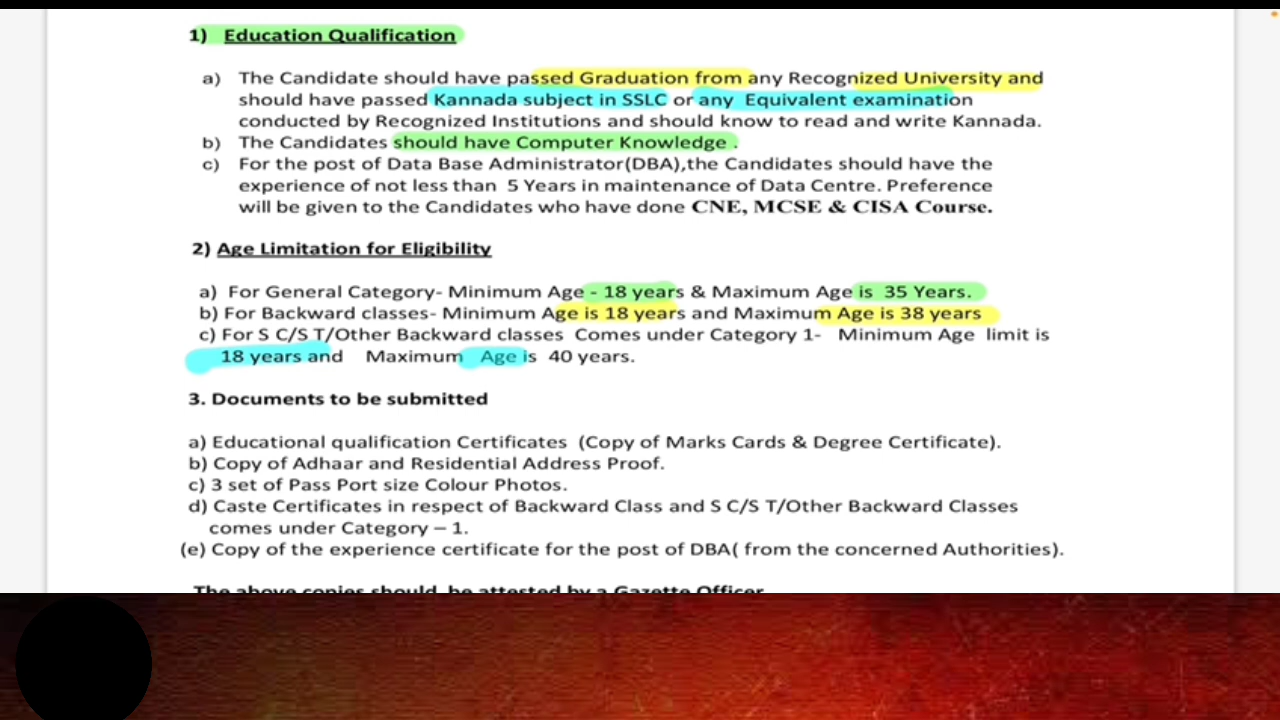 1) Education Qualification
a) The Candidate should have passed Graduation from any Recognized University and
should have passed Kannada subject in SSLC or any Equivalent examination
conducted by Recognized Institutions and should know to read and write Kannada.
b) The Candidates should have Computer Knowledge .
c) For the post of Data Base Administrator(DBA),the Candidates should have the
experience of not less than 5 Years in maintenance of Data Centre. Preference
will be given to the Candidates who have done CNE, MCSE & CISA Course.
2) Age Limitation for Eligibility
a) For General Category- Minimum Age - 18 years & Maximum Age is 35 Years.
b) For Backward classes- Minimum Age is 18 years and Maximum Age is 38 years
c) For S C/S T/Other Backward classes Comes under Category 1- Minimum Age limit is
18 years and Maximum Age is 40 years.
3. Documents to be submitted
a) Educational qualification Certificates (Copy of Marks Cards & Degree Certificate).
b) Copy of Adhaar and Residential Address Proof.
c) 3 set of Pass Port size Colour Photos.
d) Caste Certificates in respect of Backward Class and S C/S T/Other Backward Classes
comes under Category – 1.
(e) Copy of the experience certificate for the post of DBA( from the concerned Authorities).
The above copies should be attested by a Gazette Officer